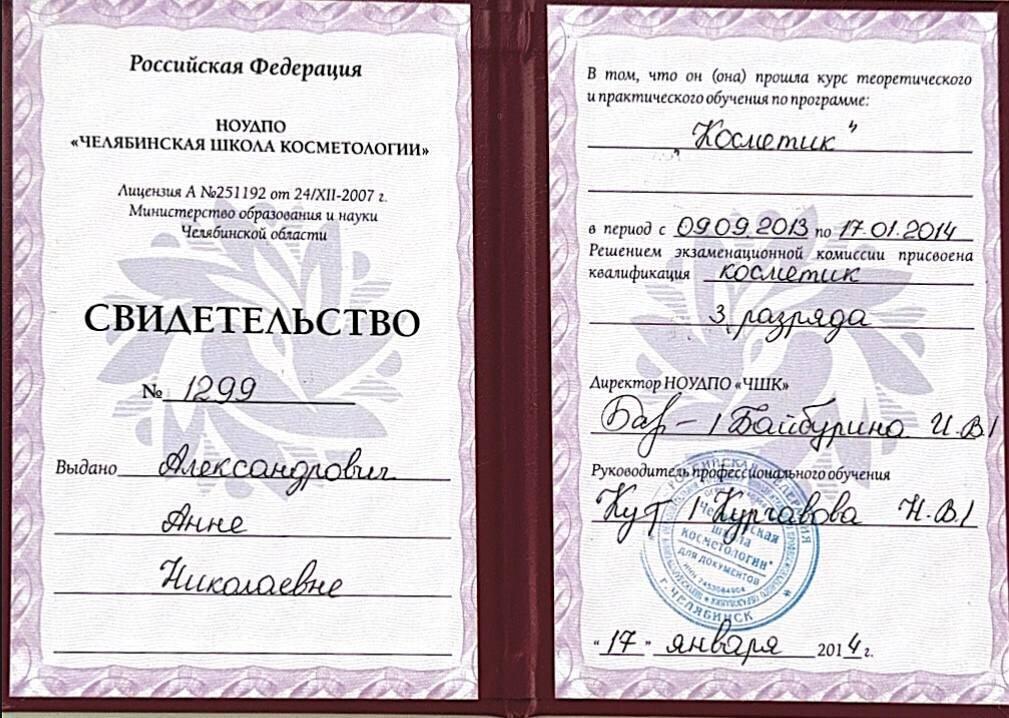 Российская Федерация
НОУДПО
«ЧЕЛЯБИНСКАЯ ШКОЛА КОСМЕТОЛОГИИ»
Лицензия А №251192 от 24/XII-2007 г.
Министерство образования и науки
Челябинской области
СВИДЕТЕЛЬСТВО
№ 1299
Выдано Александрович
Анне
Николаевне
В том, что он (она) прошла курс теоретического
и практического обучения по программе:
„Косметик"
в период с 09.09.2013 по 17.01.2014
Решением экзаменационной комиссии присвоена
квалификация косметик
3 разряда
Директор НОУДПО «ЧШК»
/ Байбурина И.В/
Руководитель профессионального обучения
/ Кургавова Н.В/
Челябинская
школа
косметологии"
ДЛЯ ДОКУМЕНТОВ
г. ЧЕЛЯБИНСК
"17" января 2014 г.